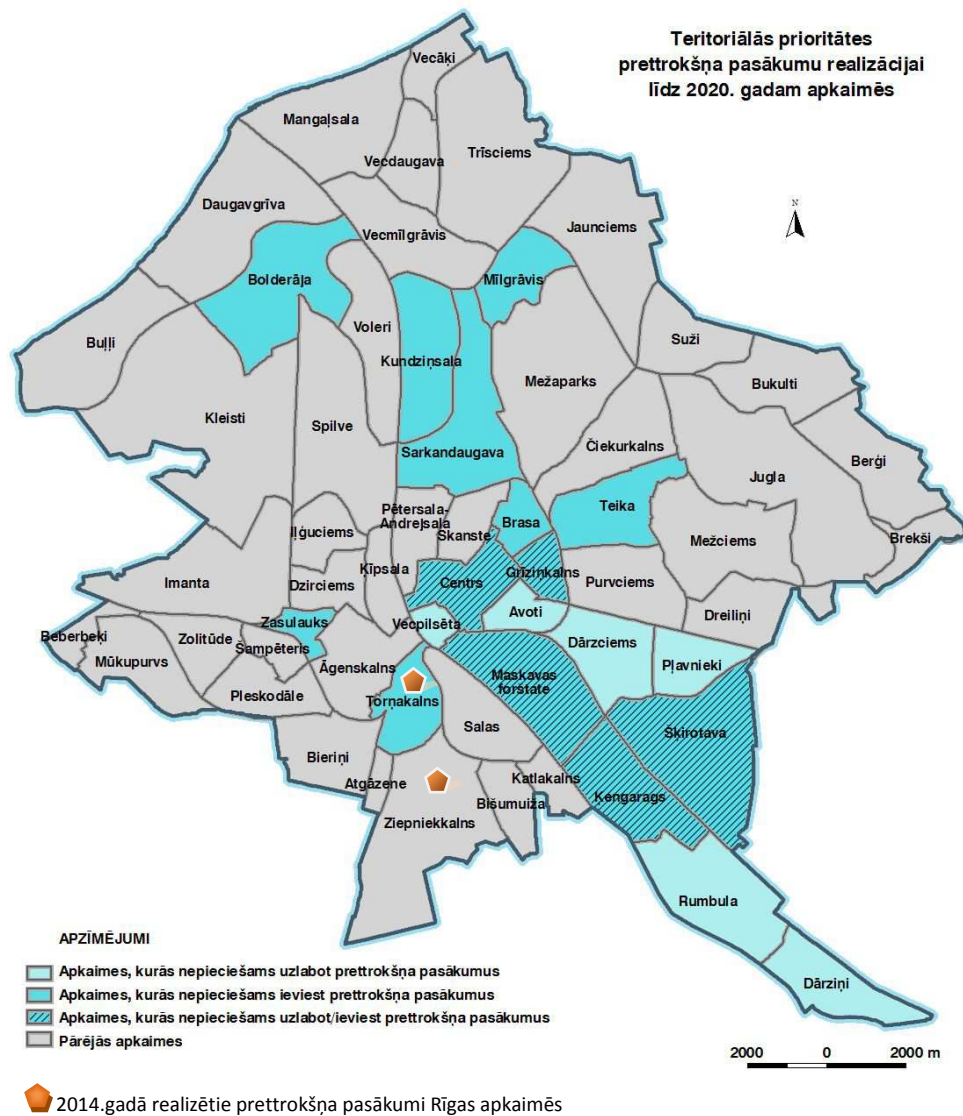 Teritoriālās prioritātes
prettrokšņa pasākumu realizācijai
līdz 2020. gadam apkaimēs
Vecāķi
Mangaļsala
Vecdaugava
Trīsciems
Daugavgrīva
Vecmīlgrāvis
Jaunciems
N
Bolderāja
Mīlgrāvis
Buļļi
Voleri
Kundziņsala
Suži
Mežaparks
Bukulti
Kleisti
Spilve
Sarkandaugava
Čiekurkalns
Jugla
Berģi
Pētersala-
Andrejsala
Skanste
Brasa
Teika
Iļģuciems
Mežciems
Brekši
Imanta
Dzirciems
Ķīpsala
Centrs
Grīziņkalns
Purvciems
Dreiliņi
Zasulauks
Vecpilsēta
Avoti
Beberbeķi
Zolitūde
Šampēteris
Dārzciems
Mūkupurvs
Āgenskalns
Pļavnieki
Pleskodāle
Torņakalns
Maskavas
forštate
Salas
Šķirotava
Bieriņi
Atgāzene
Katlakalns
Bišumuiža
Ķengarags
Ziepniekkalns
Rumbula
Dārziņi
APZĪMĒJUMI
Apkaimes, kurās nepieciešams uzlabot prettrokšņa pasākumus
Apkaimes, kurās nepieciešams ieviest prettrokšņa pasākumus
Apkaimes, kurās nepieciešams uzlabot/ieviest prettrokšņa pasākumus
Pārējās apkaimes
2000 0 2000 m
2014.gadā realizētie prettrokšņa pasākumi Rīgas apkaimēs